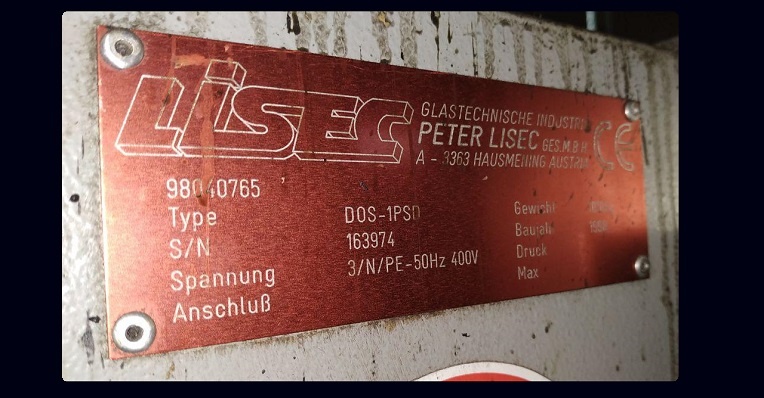 LiSEC
GLASTECHNISCHE INDUSTRIE
PETER LISEC GES.M.B.H.
A - 3363 HAUSMENING AUSTRIA
CE
98040765
Type DOS-1PSD
S/N 163974
Spannung 3/N/PE-50Hz 400V
Anschluß
Gewicht
Baujahr
Druck
Max